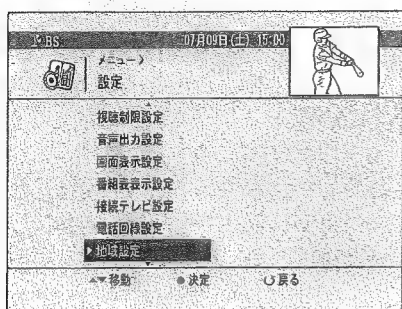 BS 07月09日(土) 15:00
メニュー>
設定
視聴制限設定
音声出力設定
画面表示設定
番組表表示設定
接続テレビ設定
電話回線設定
地域設定
移動 決定 戻る